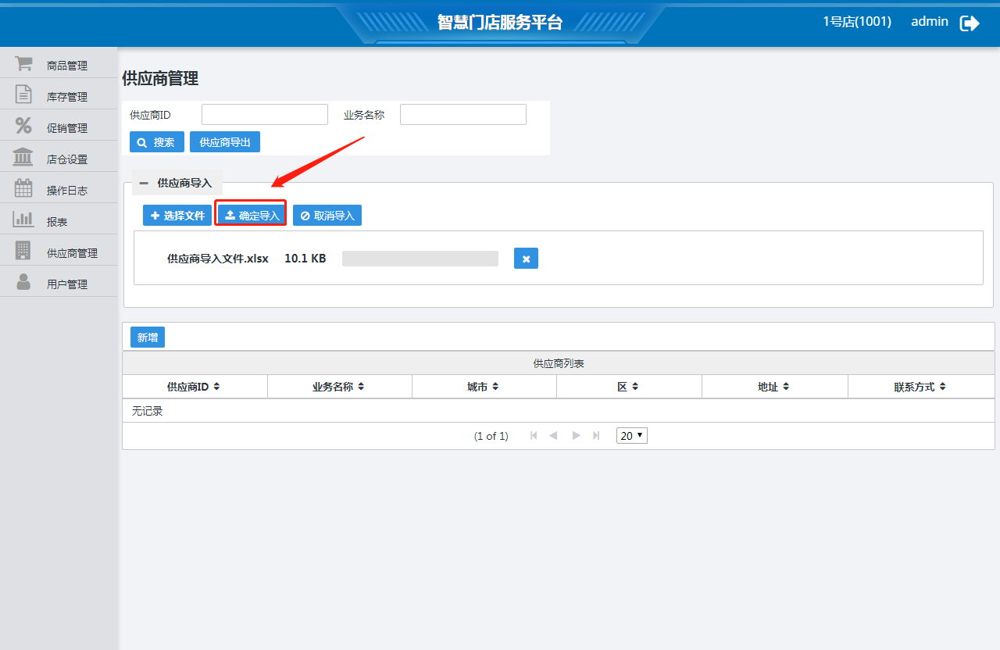 智慧门店服务平台
1号店(1001) admin
商品管理
库存管理
促销管理
店仓设置
操作日志
报表
供应商管理
用户管理
供应商管理
供应商ID 业务名称
搜索 供应商导出
供应商导入
选择文件 确定导入 取消导入
供应商导入文件.xlsx 10.1 KB
新增
供应商列表
供应商ID 业务名称 城市 区 地址 联系方式
无记录
(1 of 1) 20